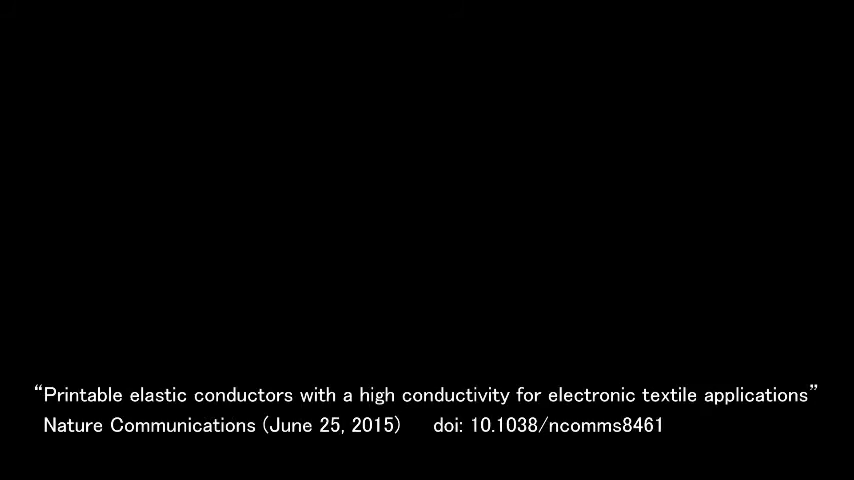 “Printable elastic conductors with a high conductivity for electronic textile applications”
Nature Communications (June 25, 2015) doi: 10.1038/ncomms8461